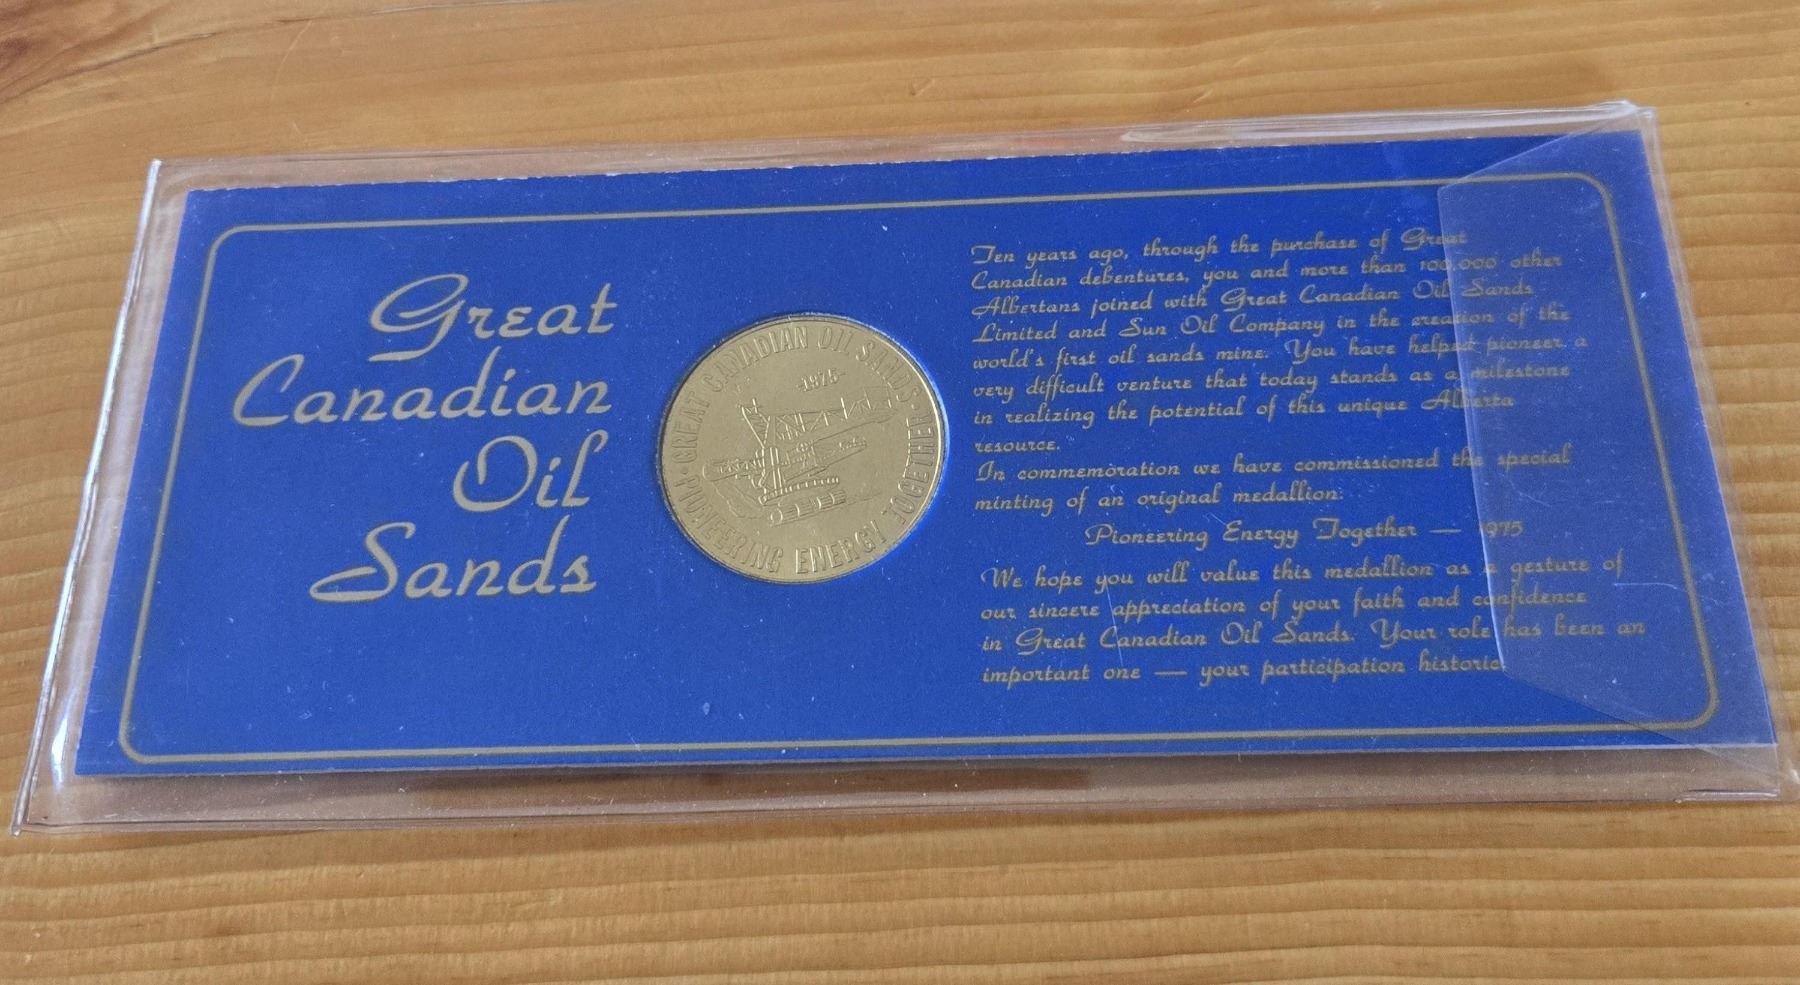 Great
Canadian
Oil
Sands
GREAT CANADIAN OIL SANDS · PIONEERING ENERGY TOGETHER ·
-1975-
Ten years ago, through the purchase of Great
Canadian debentures, you and more than 100,000 other
Albertans joined with Great Canadian Oil Sands
Limited and Sun Oil Company in the creation of the
world's first oil sands mine. You have helped pioneer a
very difficult venture that today stands as a milestone
in realizing the potential of this unique Alberta
resource.
In commemoration we have commissioned the special
minting of an original medallion:
Pioneering Energy Together — 1975
We hope you will value this medallion as a gesture of
our sincere appreciation of your faith and confidence
in Great Canadian Oil Sands. Your role has been an
important one — your participation historic.